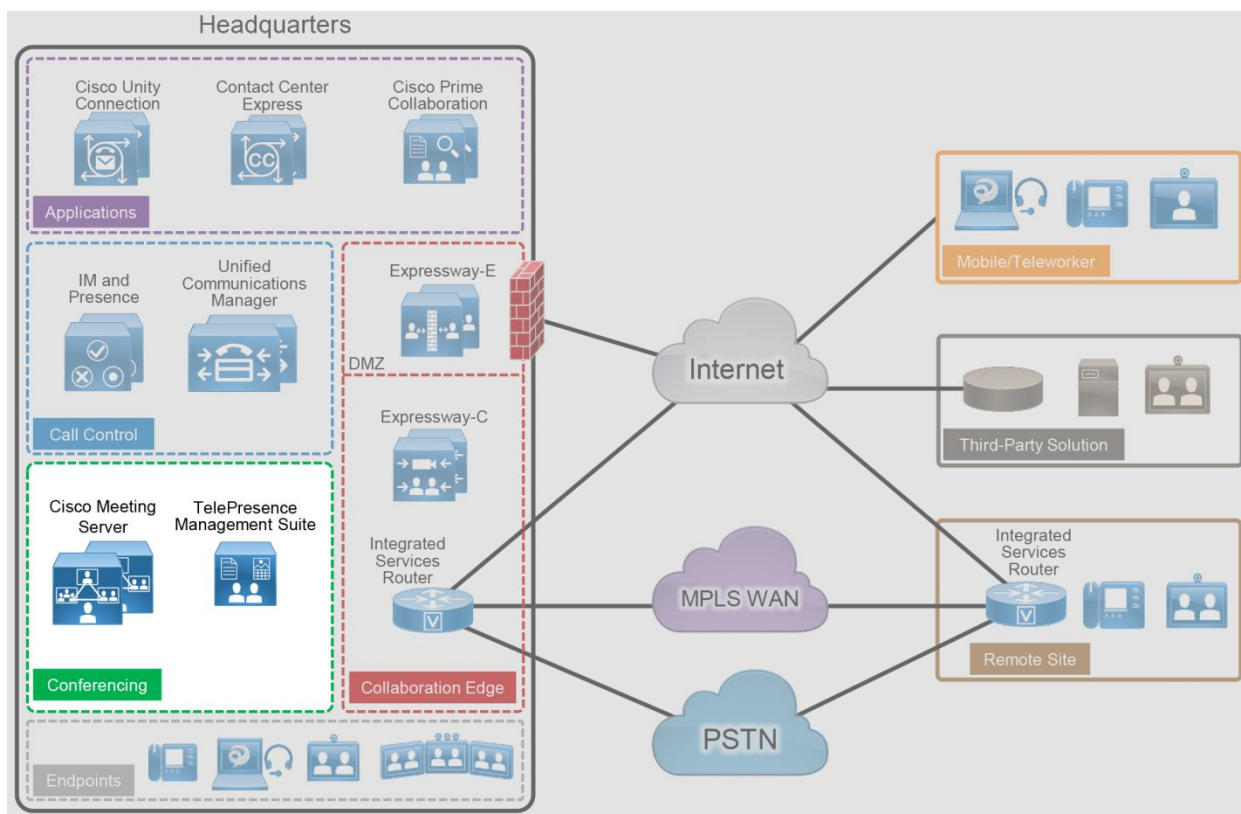 Headquarters
Cisco Unity
Connection
Contact Center
Express
Cisco Prime
Collaboration
CC
Applications
IM and
Presence
Unified
Communications
Manager
Call Control
Expressway-E
DMZ
Expressway-C
Integrated
Services
Router
V
Collaboration Edge
Cisco Meeting
Server
TelePresence
Management Suite
Conferencing
Endpoints
Internet
MPLS WAN
PSTN
Mobile/Teleworker
Third-Party Solution
Integrated
Services
Router
V
Remote Site